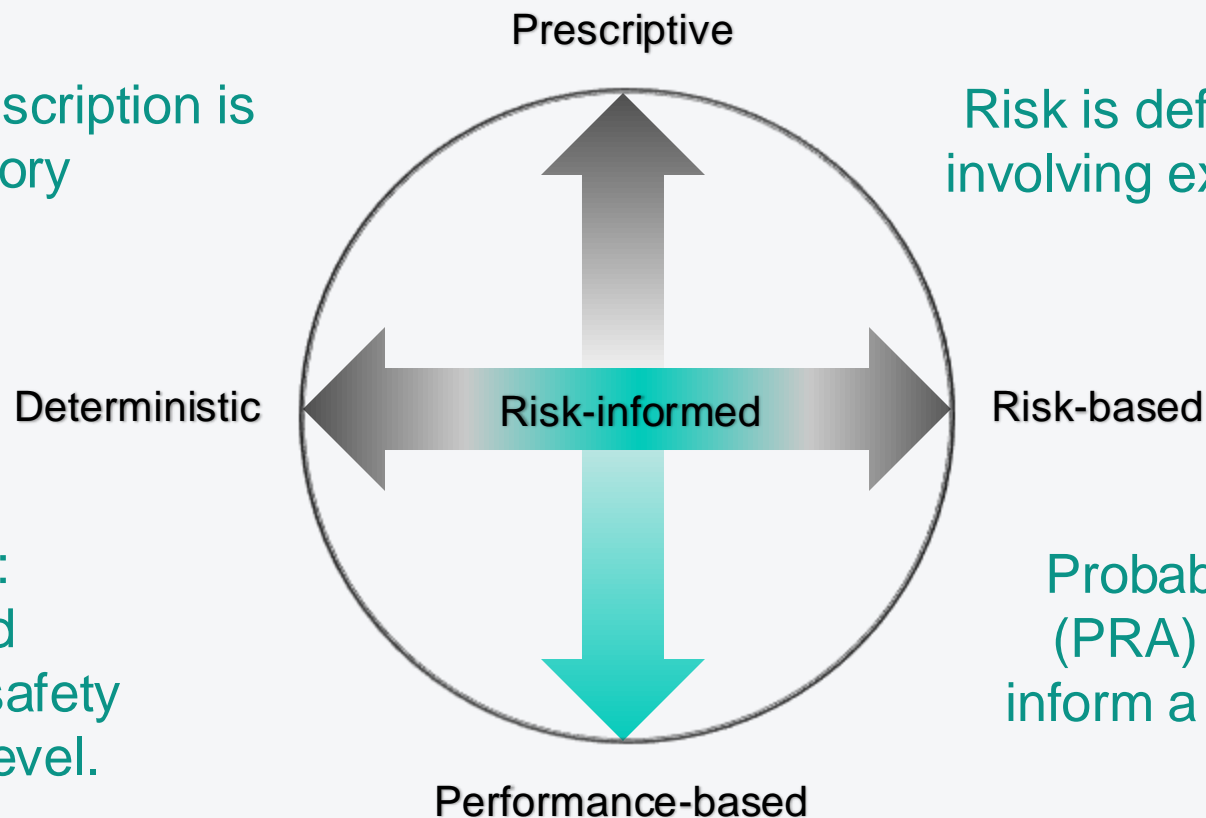 Prescriptive
scription is
ory
Risk is def
involving ex
Deterministic
Risk-informed
Risk-based
:
d
safety
evel.
Probab
(PRA)
inform a
Performance-based